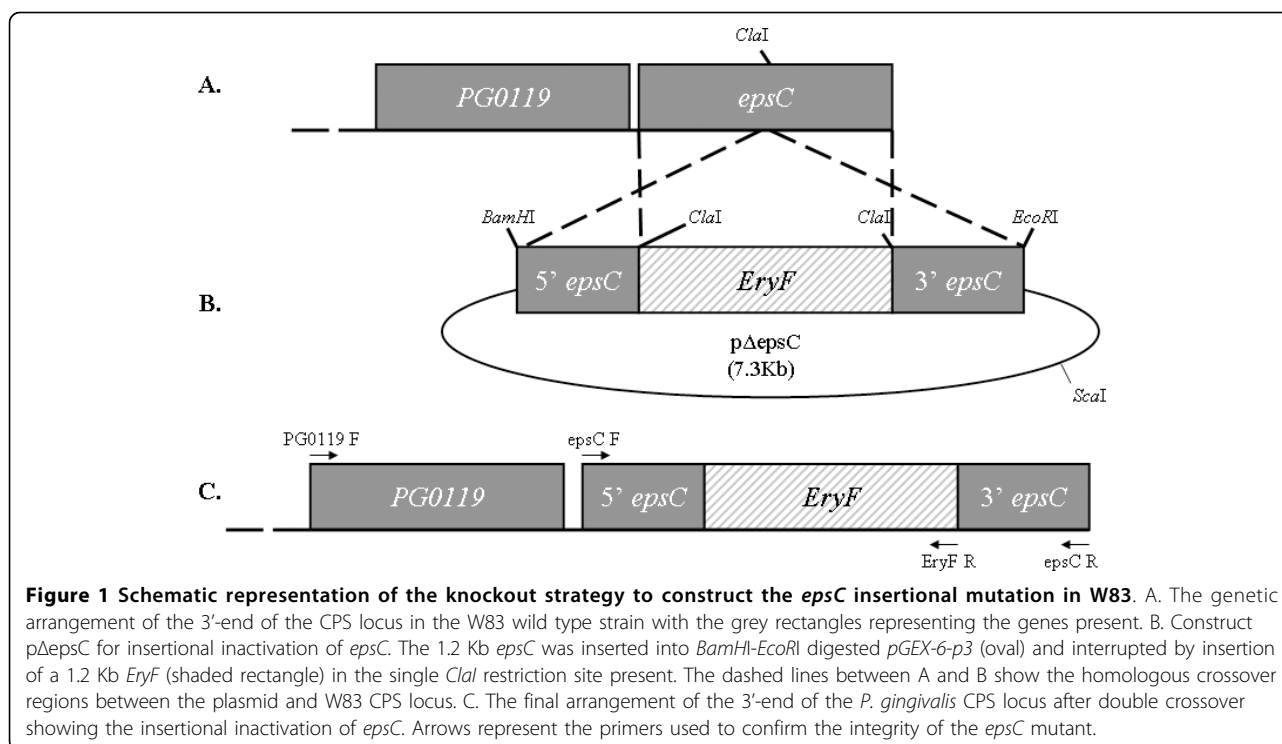 ClaI
A.
PG0119
epsC
BamHI
ClaI
ClaI
EcoRI
5’ epsC
EryF
3’ epsC
B.
pΔepsC
(7.3Kb)
ScaI
PG0119 F
epsC F
C.
PG0119
5’ epsC
EryF
3’ epsC
EryF R
epsC R
Figure 1 Schematic representation of the knockout strategy to construct the epsC insertional mutation in W83. A. The genetic
arrangement of the 3’-end of the CPS locus in the W83 wild type strain with the grey rectangles representing the genes present. B. Construct
pΔepsC for insertional inactivation of epsC. The 1.2 Kb epsC was inserted into BamHI-EcoRI digested pGEX-6-p3 (oval) and interrupted by insertion
of a 1.2 Kb EryF (shaded rectangle) in the single ClaI restriction site present. The dashed lines between A and B show the homologous crossover
regions between the plasmid and W83 CPS locus. C. The final arrangement of the 3’-end of the P. gingivalis CPS locus after double crossover
showing the insertional inactivation of epsC. Arrows represent the primers used to confirm the integrity of the epsC mutant.